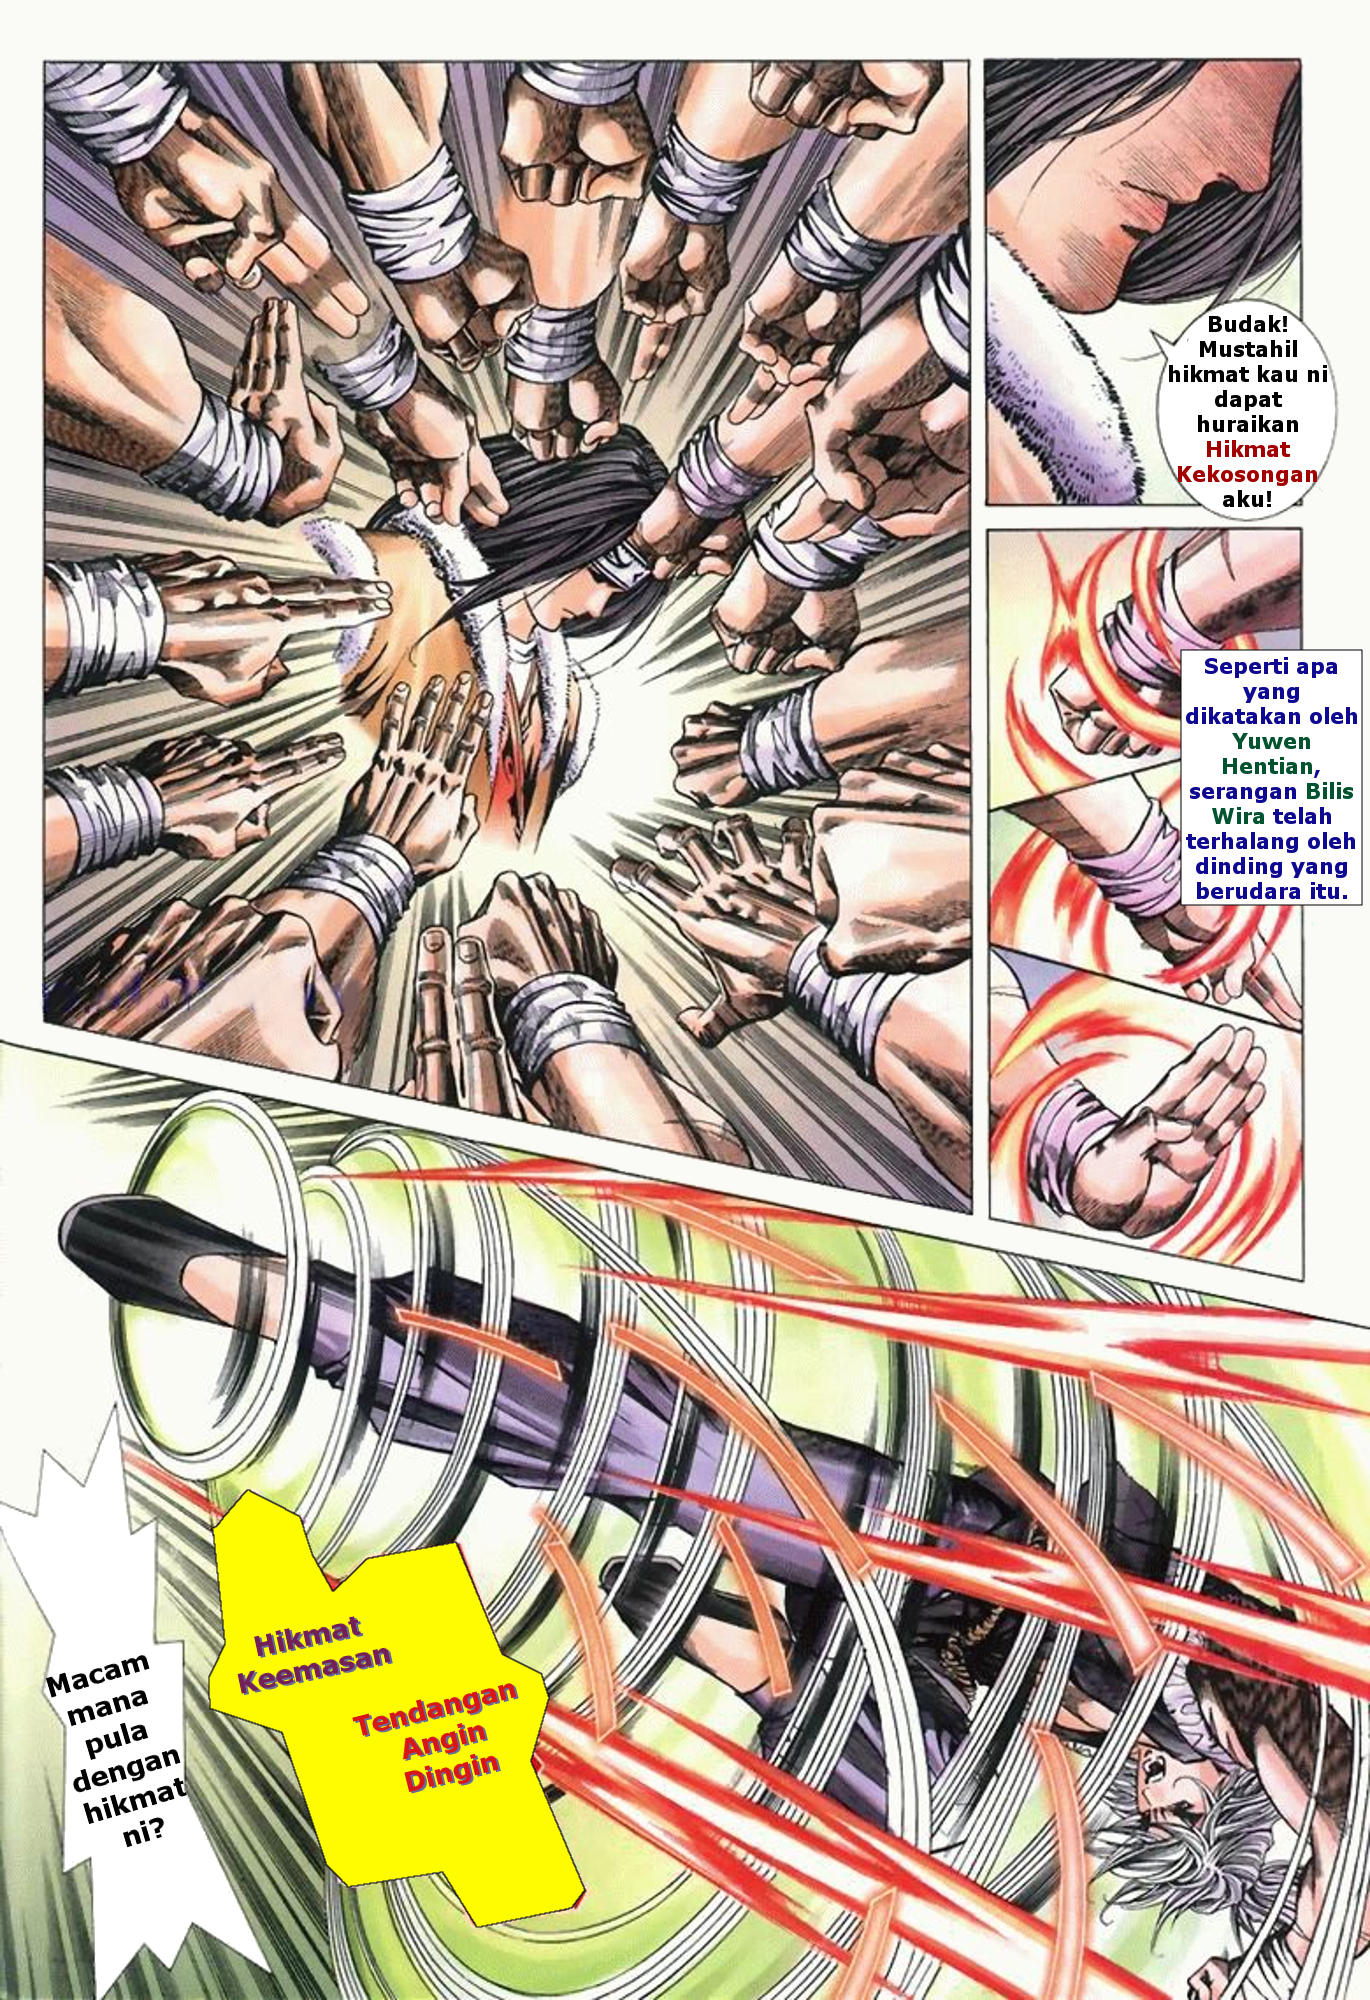 Budak!
Mustahil
hikmat kau ni
dapat
huraikan
Hikmat
Kekosongan
aku!
Seperti apa
yang
dikatakan oleh
Yuwen
Hentian,
serangan Bilis
Wira telah
terhalang oleh
dinding yang
berudara itu.
Macam
mana
pula
dengan
hikmat
ni?
Hikmat
Keemasan
Tendangan
Angin
Dingin